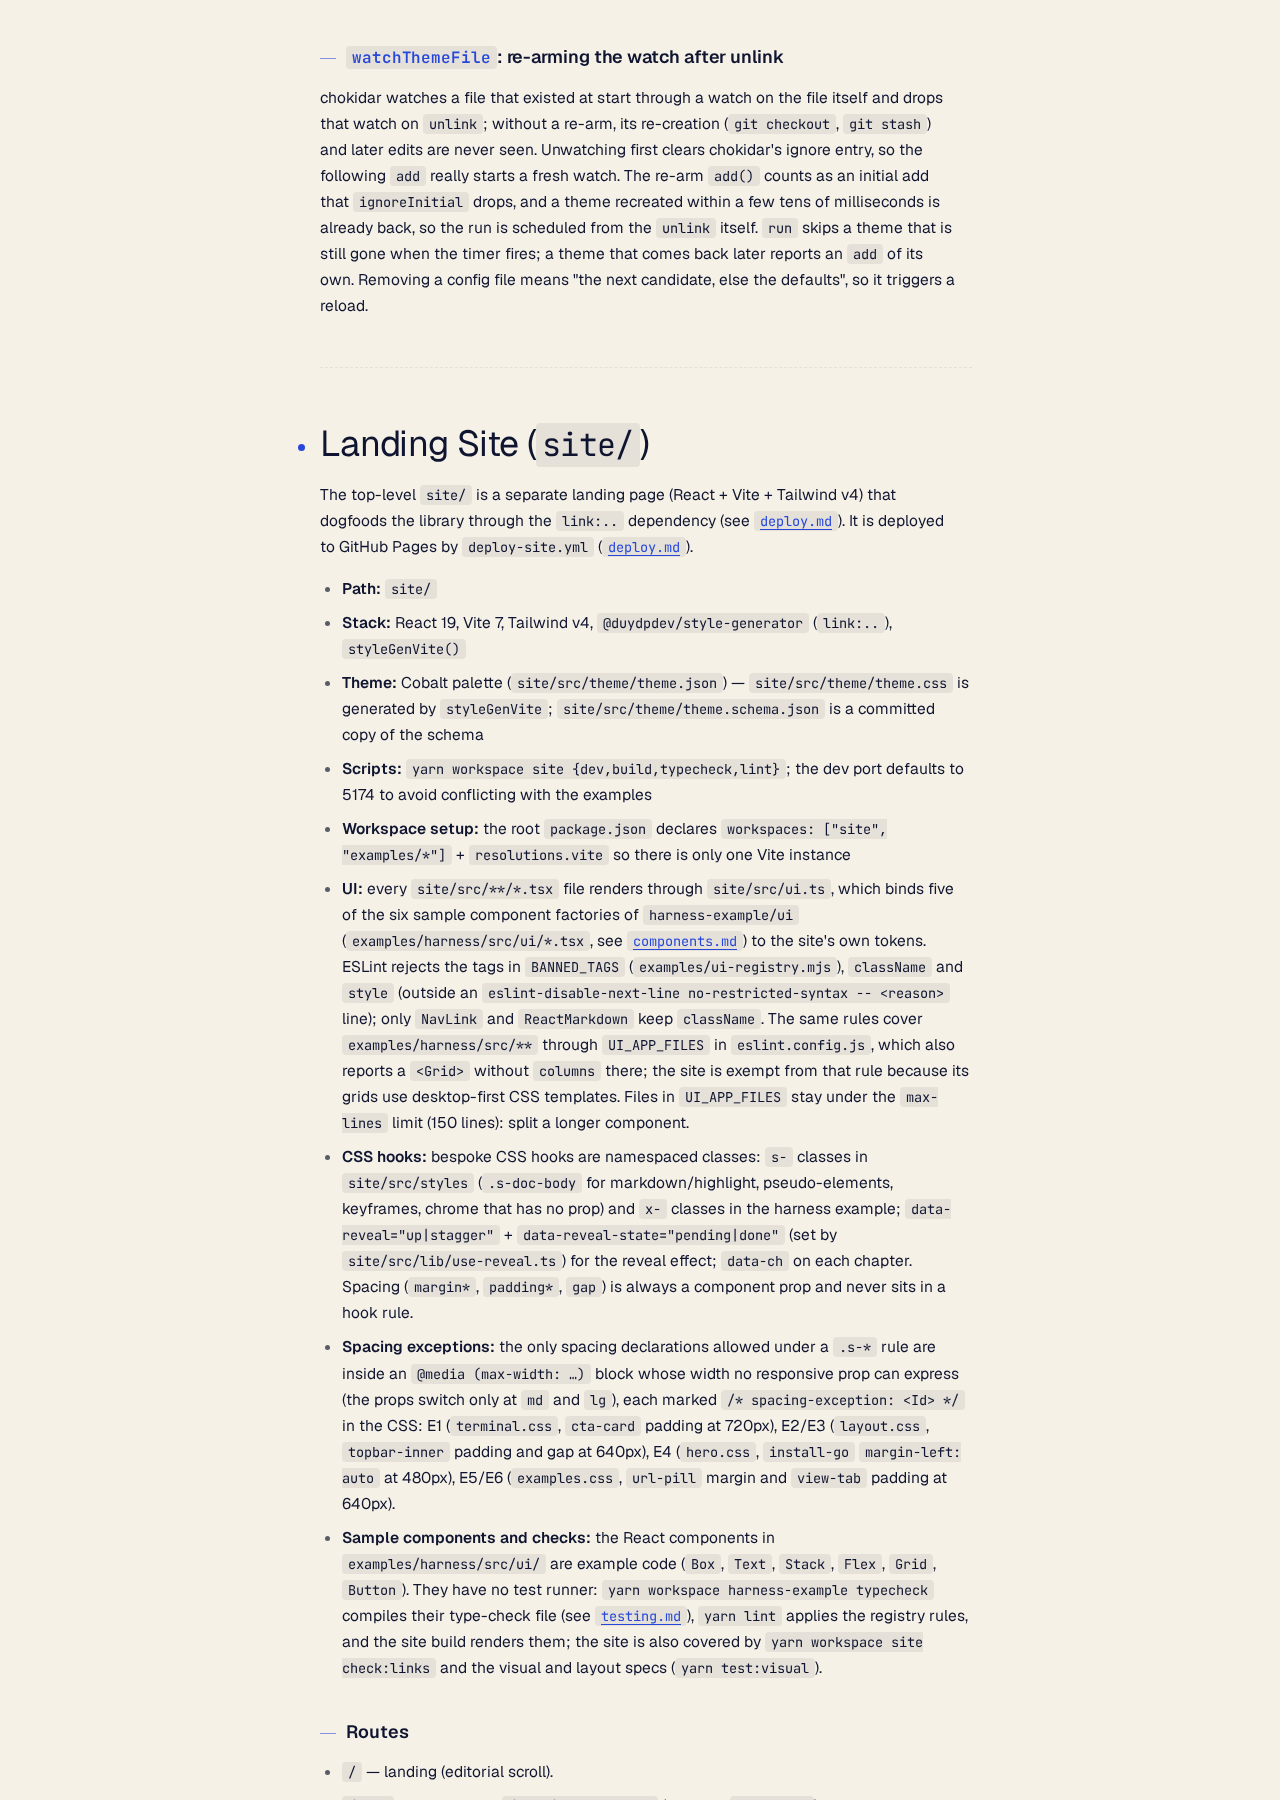 — watchThemeFile: re-arming the watch after unlink
chokidar watches a file that existed at start through a watch on the file itself and drops
that watch on unlink; without a re-arm, its re-creation (git checkout, git stash)
and later edits are never seen. Unwatching first clears chokidar's ignore entry, so the
following add really starts a fresh watch. The re-arm add() counts as an initial add
that ignoreInitial drops, and a theme recreated within a few tens of milliseconds is
already back, so the run is scheduled from the unlink itself. run skips a theme that is
still gone when the timer fires; a theme that comes back later reports an add of its
own. Removing a config file means "the next candidate, else the defaults", so it triggers a
reload.
Landing Site (site/)
The top-level site/ is a separate landing page (React + Vite + Tailwind v4) that
dogfoods the library through the link:.. dependency (see deploy.md). It is deployed
to GitHub Pages by deploy-site.yml (deploy.md).
• Path: site/
• Stack: React 19, Vite 7, Tailwind v4, @duydpdev/style-generator (link:..),
styleGenVite()
• Theme: Cobalt palette (site/src/theme/theme.json) — site/src/theme/theme.css is
generated by styleGenVite; site/src/theme/theme.schema.json is a committed
copy of the schema
• Scripts: yarn workspace site {dev,build,typecheck,lint}; the dev port defaults to
5174 to avoid conflicting with the examples
• Workspace setup: the root package.json declares workspaces: ["site",
"examples/*"] + resolutions.vite so there is only one Vite instance
• UI: every site/src/**/*.tsx file renders through site/src/ui.ts, which binds five
of the six sample component factories of harness-example/ui
(examples/harness/src/ui/*.tsx, see components.md) to the site's own tokens.
ESLint rejects the tags in BANNED_TAGS (examples/ui-registry.mjs), className and
style (outside an eslint-disable-next-line no-restricted-syntax -- <reason>
line); only NavLink and ReactMarkdown keep className. The same rules cover
examples/harness/src/** through UI_APP_FILES in eslint.config.js, which also
reports a <Grid> without columns there; the site is exempt from that rule because its
grids use desktop-first CSS templates. Files in UI_APP_FILES stay under the max-
lines limit (150 lines): split a longer component.
• CSS hooks: bespoke CSS hooks are namespaced classes: s- classes in
site/src/styles (.s-doc-body for markdown/highlight, pseudo-elements,
keyframes, chrome that has no prop) and x- classes in the harness example; data-
reveal="up|stagger" + data-reveal-state="pending|done" (set by
site/src/lib/use-reveal.ts) for the reveal effect; data-ch on each chapter.
Spacing (margin*, padding*, gap) is always a component prop and never sits in a
hook rule.
• Spacing exceptions: the only spacing declarations allowed under a .s-* rule are
inside an @media (max-width: …) block whose width no responsive prop can express
(the props switch only at md and lg), each marked /* spacing-exception: <Id> */
in the CSS: E1 (terminal.css, cta-card padding at 720px), E2/E3 (layout.css,
topbar-inner padding and gap at 640px), E4 (hero.css, install-go margin-left:
auto at 480px), E5/E6 (examples.css, url-pill margin and view-tab padding at
640px).
• Sample components and checks: the React components in
examples/harness/src/ui/ are example code (Box, Text, Stack, Flex, Grid,
Button). They have no test runner: yarn workspace harness-example typecheck
compiles their type-check file (see testing.md), yarn lint applies the registry rules,
and the site build renders them; the site is also covered by yarn workspace site
check:links and the visual and layout specs (yarn test:visual).
— Routes
• / — landing (editorial scroll).